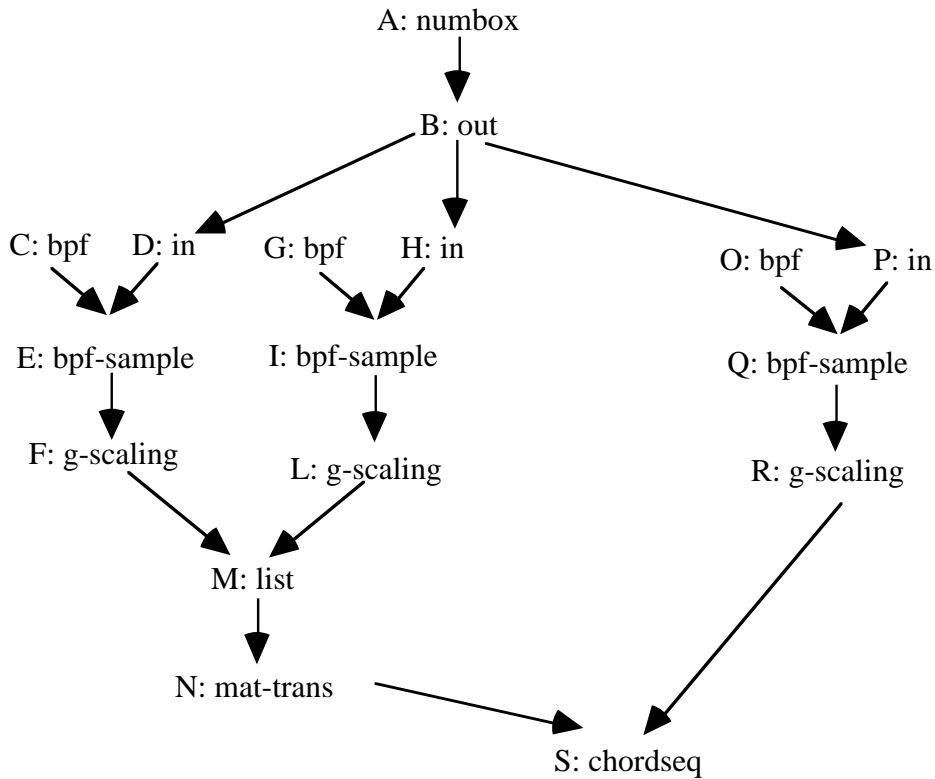 A: numbox
B: out
C: bpf D: in G: bpf H: in O: bpf P: in
E: bpf-sample I: bpf-sample Q: bpf-sample
F: g-scaling L: g-scaling R: g-scaling
M: list
N: mat-trans
S: chordseq